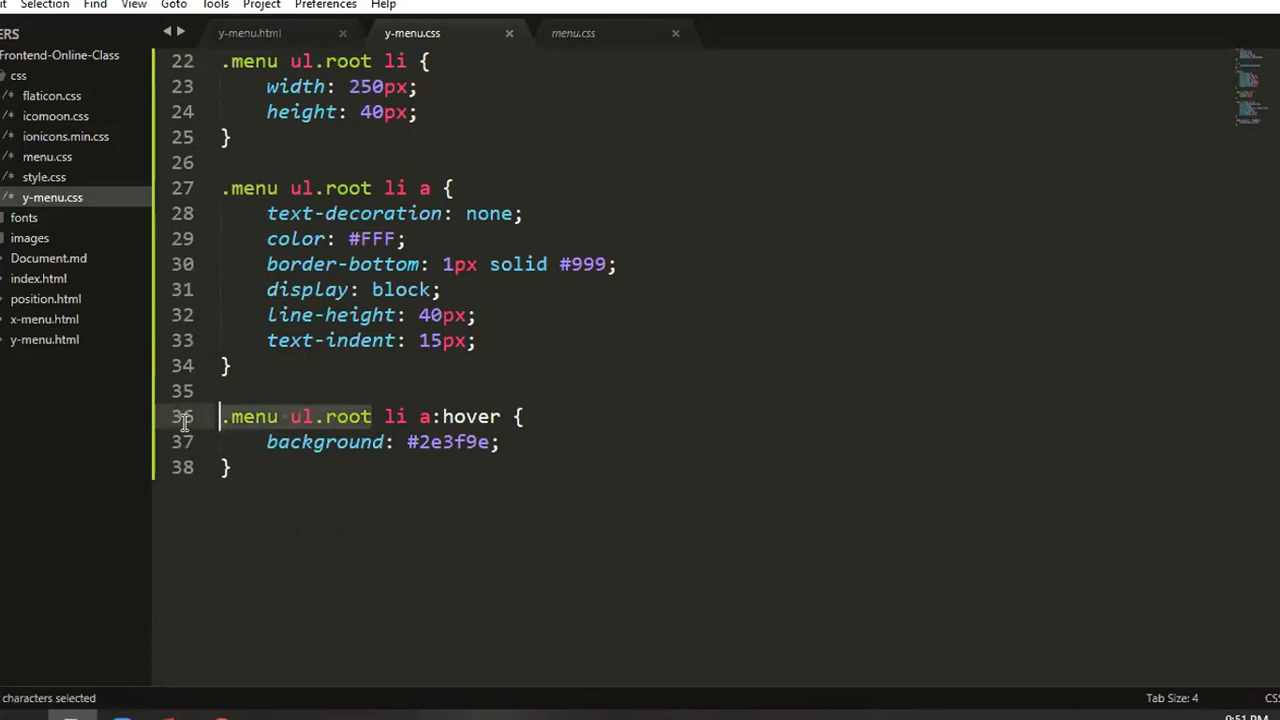 Selection Find View Goto Tools Project Preferences Help
y-menu.html
y-menu.css
menu.css
Frontend-Online-Class
css
/* flaticon.css
/* icomoon.css
/* ionicons.min.css
/* menu.css
/* style.css
/* y-menu.css
fonts
images
Document.md
index.html
position.html
x-menu.html
y-menu.html
22 .menu ul.root li {
23 width: 250px;
24 height: 40px;
25 }
26
27 .menu ul.root li a {
28 text-decoration: none;
29 color: #FFF;
30 border-bottom: 1px solid #999;
31 display: block;
32 line-height: 40px;
33 text-indent: 15px;
34 }
35
36 .menu ul.root li a:hover {
37 background: #2e3f9e;
38 }
characters selected
Tab Size: 4